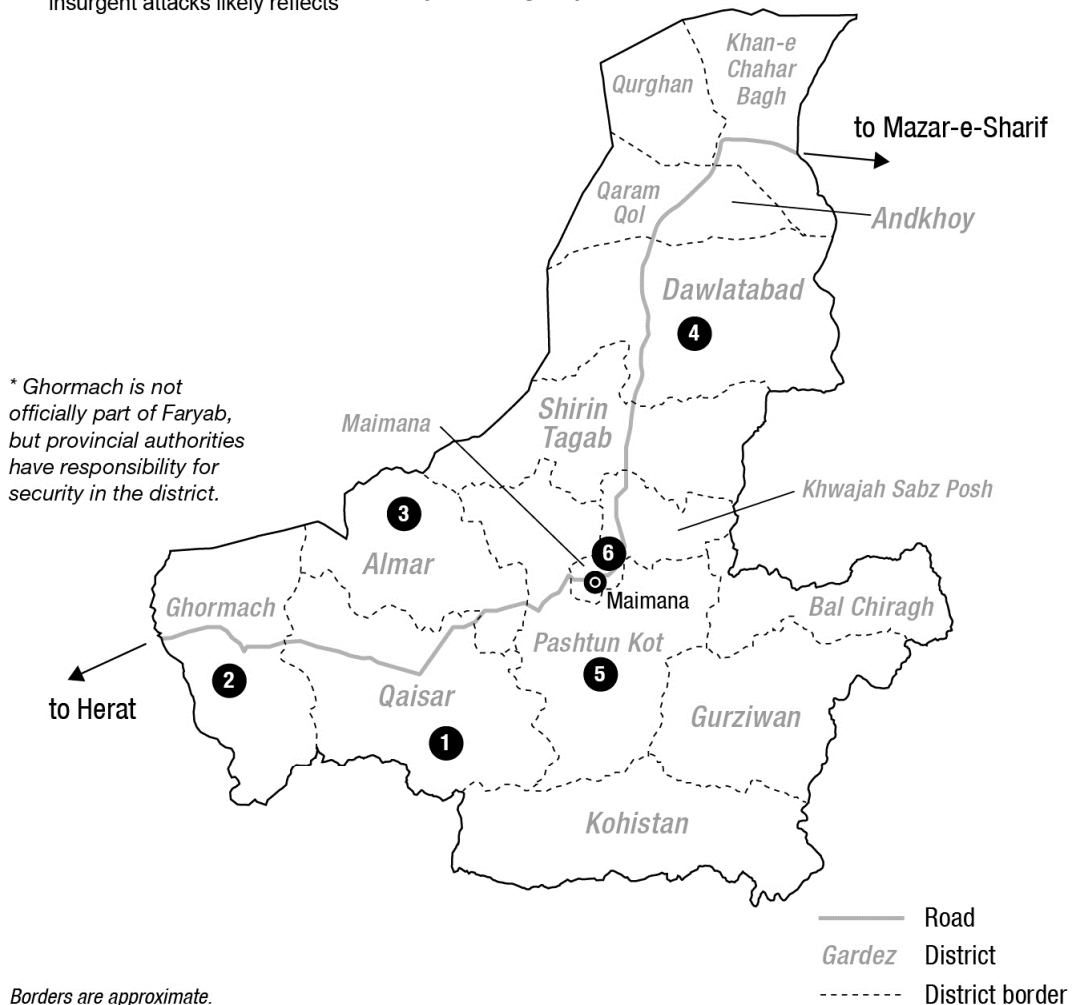 insurgent attacks likely reflects
Khan-e
Chahar
Bagh
Qurghan
to Mazar-e-Sharif
Qaram
Qol
Andkhoy
Dawlatabad
4
* Ghormach is not
officially part of Faryab,
but provincial authorities
have responsibility for
security in the district.
Maimana
Shirin
Tagab
Khwajah Sabz Posh
3
Almar
6
Maimana
Ghormach
Bal Chiragh
Pashtun Kot
5
2
to Herat
Qaisar
1
Gurziwan
Kohistan
Road
Gardez District
District border
Borders are approximate.